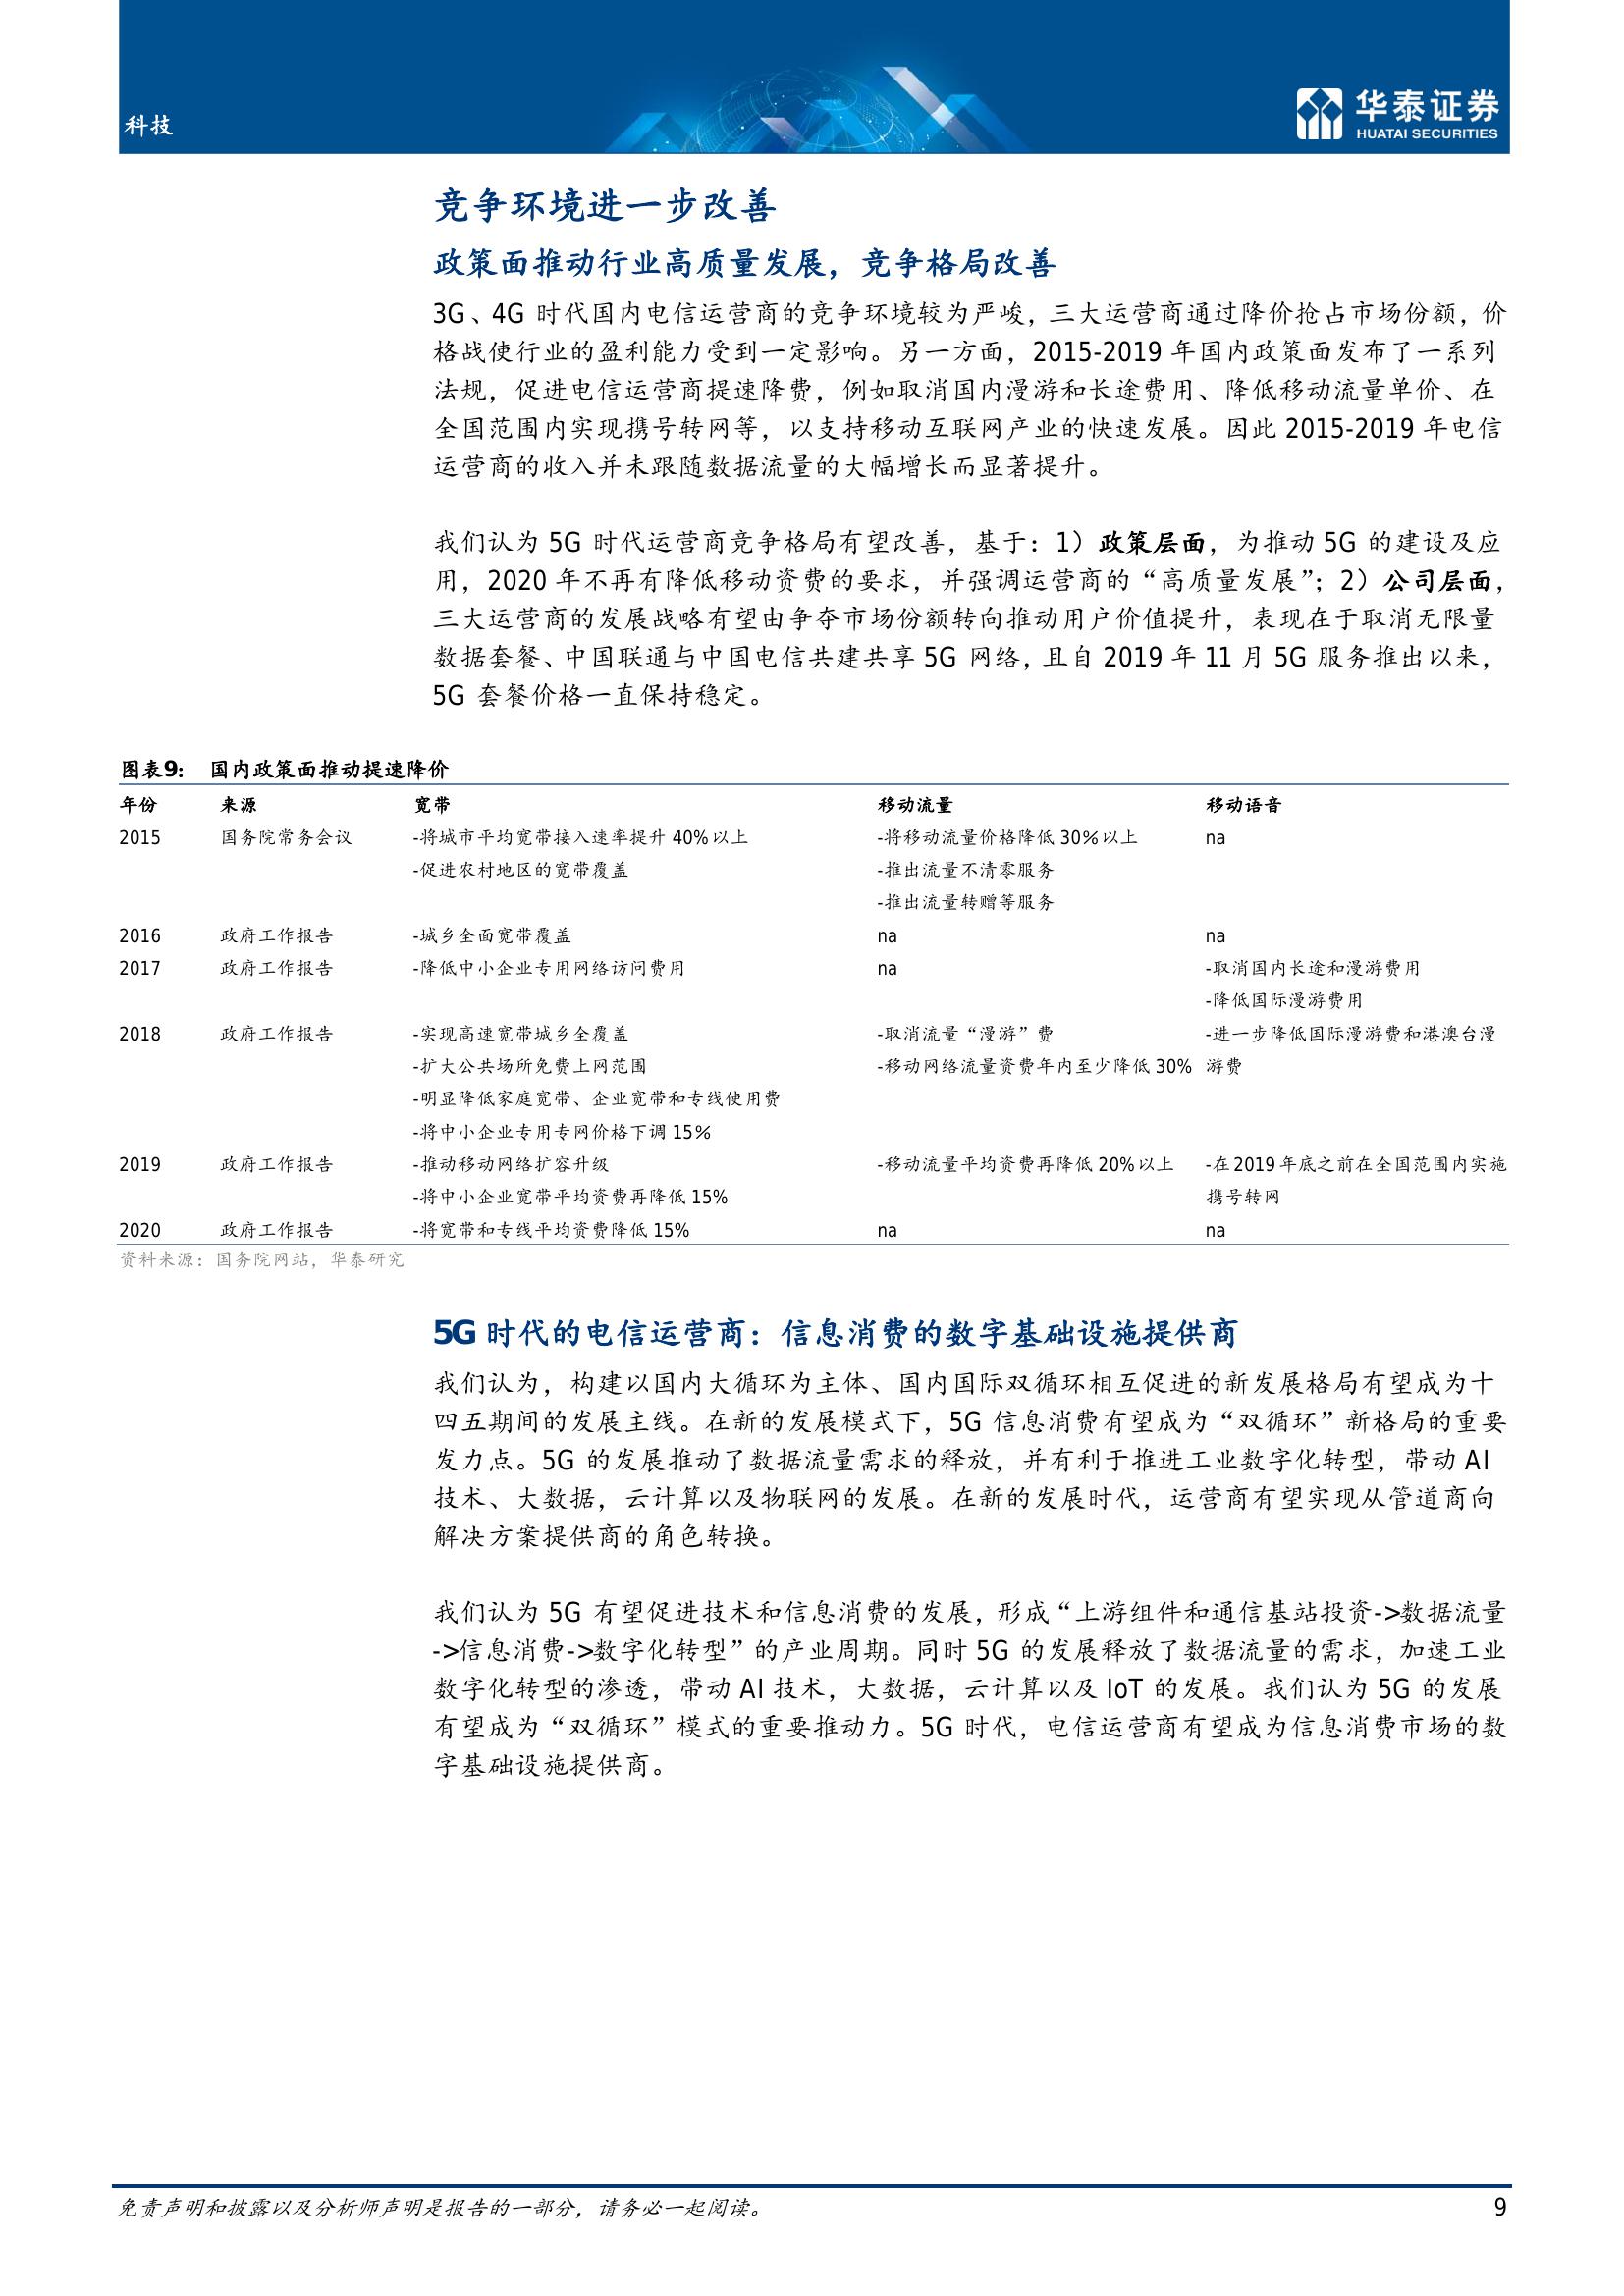 科技
华泰证券
HUATAI SECURITIES
竞争环境进一步改善
政策面推动行业高质量发展，竞争格局改善
3G、4G 时代国内电信运营商的竞争环境较为严峻，三大运营商通过降价抢占市场份额，价
格战使行业的盈利能力受到一定影响。另一方面，2015-2019 年国内政策面发布了一系列
法规，促进电信运营商提速降费，例如取消国内漫游和长途费用、降低移动流量单价、在
全国范围内实现携号转网等，以支持移动互联网产业的快速发展。因此 2015-2019 年电信
运营商的收入并未跟随数据流量的大幅增长而显著提升。
我们认为 5G 时代运营商竞争格局有望改善，基于：1）政策层面，为推动 5G 的建设及应
用，2020 年不再有降低移动资费的要求，并强调运营商的“高质量发展”；2）公司层面，
三大运营商的发展战略有望由争夺市场份额转向推动用户价值提升，表现在于取消无限量
数据套餐、中国联通与中国电信共建共享 5G 网络，且自 2019 年 11 月 5G 服务推出以来，
5G 套餐价格一直保持稳定。
图表9： 国内政策面推动提速降价
年份 来源 宽带 移动流量 移动语音
2015 国务院常务会议 -将城市平均宽带接入速率提升 40%以上 -将移动流量价格降低 30%以上 na
-促进农村地区的宽带覆盖 -推出流量不清零服务
-推出流量转赠等服务
2016 政府工作报告 -城乡全面宽带覆盖 na na
2017 政府工作报告 -降低中小企业专用网络访问费用 na -取消国内长途和漫游费用
-降低国际漫游费用
2018 政府工作报告 -实现高速宽带城乡全覆盖 -取消流量“漫游”费 -进一步降低国际漫游费和港澳台漫
-扩大公共场所免费上网范围 -移动网络流量资费年内至少降低 30% 游费
-明显降低家庭宽带、企业宽带和专线使用费
-将中小企业专用专网价格下调 15%
2019 政府工作报告 -推动移动网络扩容升级 -移动流量平均资费再降低 20%以上 -在 2019 年底之前在全国范围内实施
-将中小企业宽带平均资费再降低 15% 携号转网
2020 政府工作报告 -将宽带和专线平均资费降低 15% na na
资料来源：国务院网站，华泰研究
5G 时代的电信运营商：信息消费的数字基础设施提供商
我们认为，构建以国内大循环为主体、国内国际双循环相互促进的新发展格局有望成为十
四五期间的发展主线。在新的发展模式下，5G 信息消费有望成为“双循环”新格局的重要
发力点。5G 的发展推动了数据流量需求的释放，并有利于推进工业数字化转型，带动 AI
技术、大数据，云计算以及物联网的发展。在新的发展时代，运营商有望实现从管道商向
解决方案提供商的角色转换。
我们认为 5G 有望促进技术和信息消费的发展，形成“上游组件和通信基站投资->数据流量
->信息消费->数字化转型”的产业周期。同时 5G 的发展释放了数据流量的需求，加速工业
数字化转型的渗透，带动 AI 技术，大数据，云计算以及 IoT 的发展。我们认为 5G 的发展
有望成为“双循环”模式的重要推动力。5G 时代，电信运营商有望成为信息消费市场的数
字基础设施提供商。
免责声明和披露以及分析师声明是报告的一部分，请务必一起阅读。 9